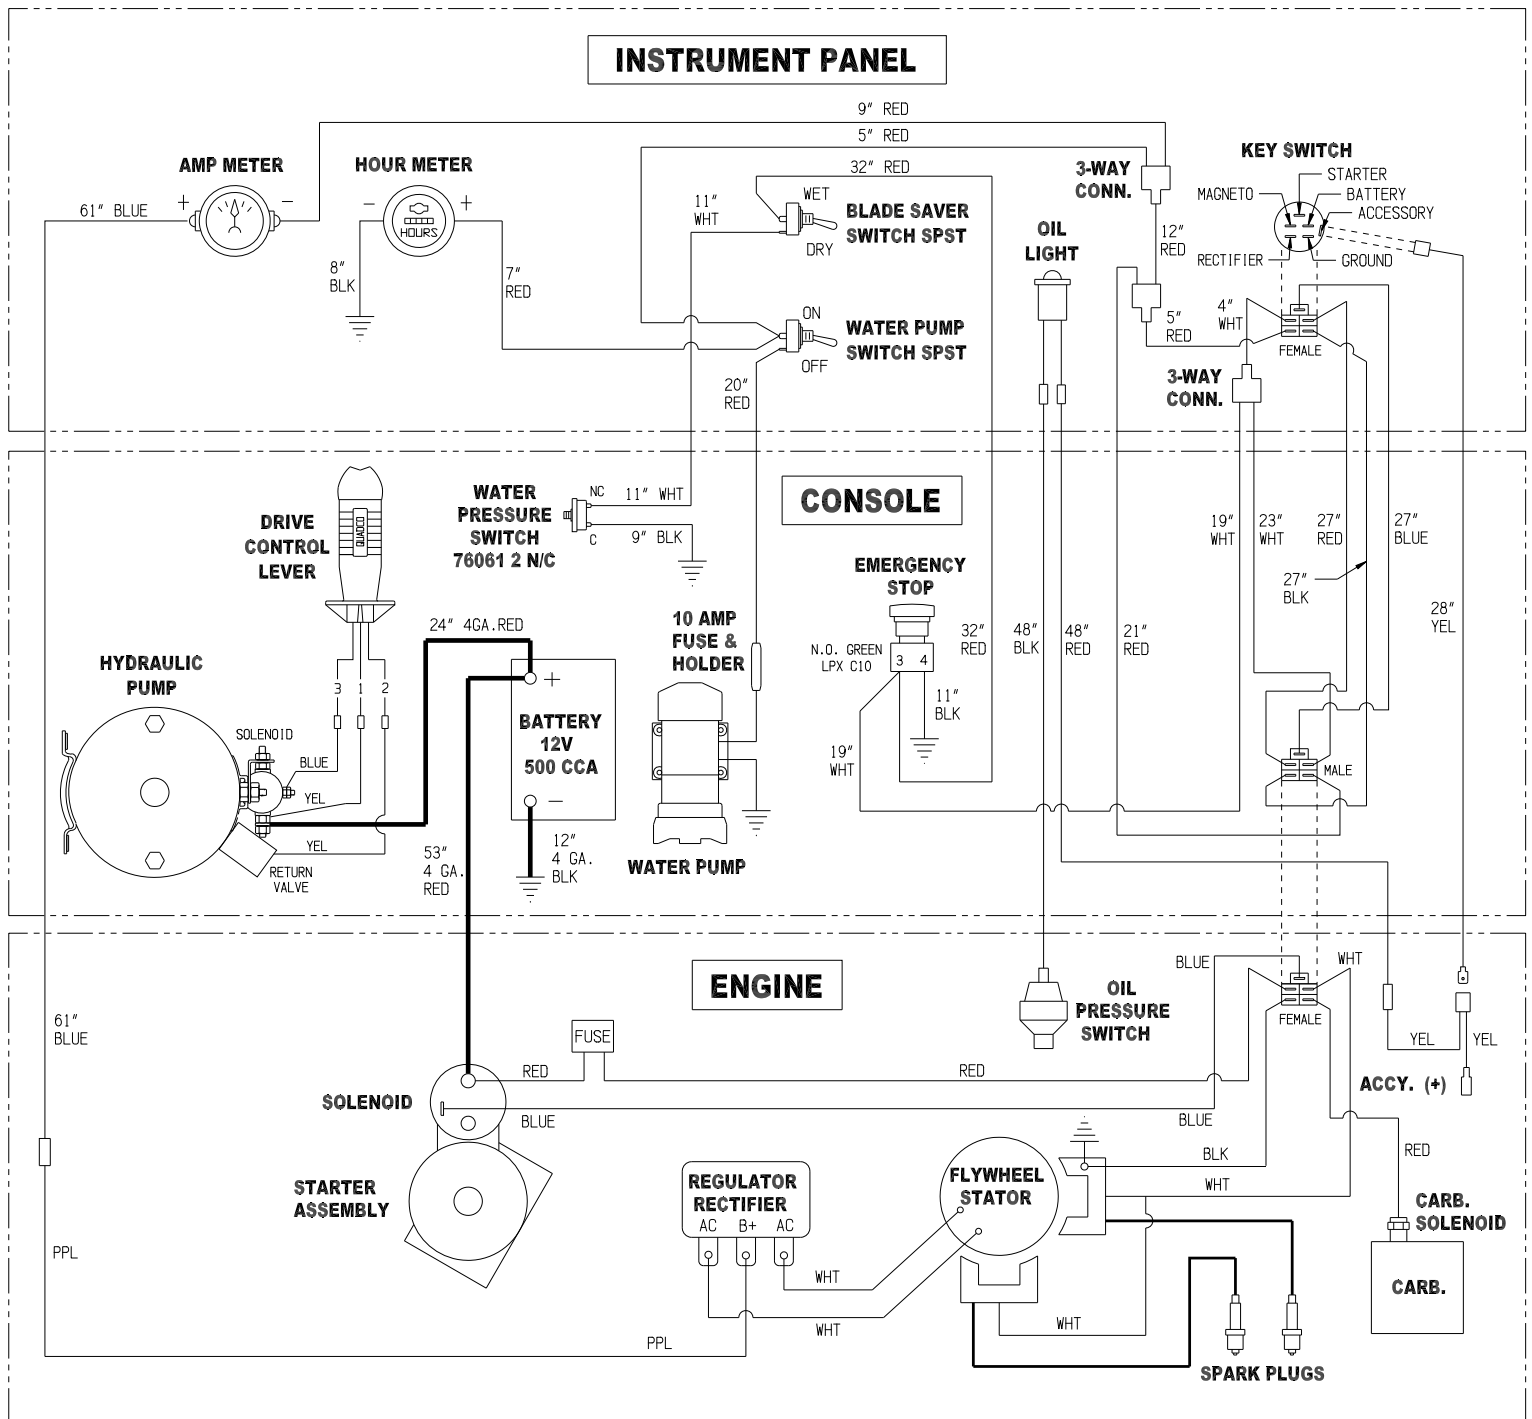 INSTRUMENT PANEL
9" RED
5" RED
32" RED
AMP METER
HOUR METER
3-WAY
CONN.
KEY SWITCH
STARTER
MAGNETO
BATTERY
ACCESSORY
RECTIFIER
GROUND
61" BLUE
+
−
−
+
HOURS
11"
WHT
WET
DRY
BLADE SAVER
SWITCH SPST
OIL
LIGHT
12"
RED
8"
BLK
7"
RED
ON
OFF
WATER PUMP
SWITCH SPST
5"
RED
4"
WHT
FEMALE
20"
RED
3-WAY
CONN.
CONSOLE
DRIVE
CONTROL
LEVER
QUADCO
WATER
PRESSURE
SWITCH
76061 2 N/C
NC
C
11" WHT
9" BLK
19"
WHT
23"
WHT
27"
RED
27"
BLUE
27"
BLK
EMERGENCY
STOP
N.O. GREEN
LPX C10
3 4
32"
RED
11"
BLK
19"
WHT
48"
BLK
48"
RED
21"
RED
28"
YEL
24" 4GA.RED
10 AMP
FUSE &
HOLDER
HYDRAULIC
PUMP
3 1 2
SOLENOID
BLUE
YEL
YEL
RETURN
VALVE
+
BATTERY
12V
500 CCA
−
53"
4 GA.
RED
12"
4 GA.
BLK
WATER PUMP
MALE
ENGINE
BLUE
WHT
FEMALE
OIL
PRESSURE
SWITCH
61"
BLUE
FUSE
RED
RED
YEL
YEL
ACCY. (+)
SOLENOID
BLUE
BLUE
STARTER
ASSEMBLY
REGULATOR
RECTIFIER
AC B+ AC
FLYWHEEL
STATOR
BLK
WHT
RED
CARB.
SOLENOID
CARB.
PPL
WHT
WHT
WHT
PPL
SPARK PLUGS